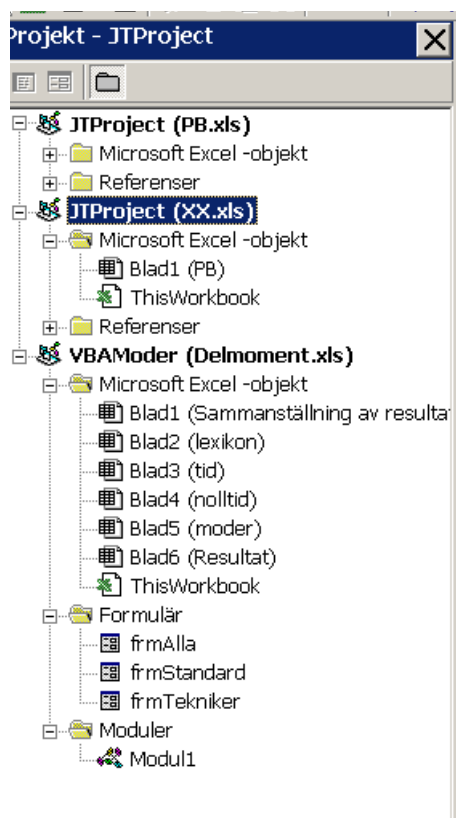 Projekt - JTProject
JTProject (PB.xls)
Microsoft Excel -objekt
Referenser
JTProject (XX.xls)
Microsoft Excel -objekt
Blad1 (PB)
ThisWorkbook
Referenser
VBAModer (Delmoment.xls)
Microsoft Excel -objekt
Blad1 (Sammanställning av resulta
Blad2 (lexikon)
Blad3 (tid)
Blad4 (nolltid)
Blad5 (moder)
Blad6 (Resultat)
ThisWorkbook
Formulär
frmAlla
frmStandard
frmTekniker
Moduler
Modul1